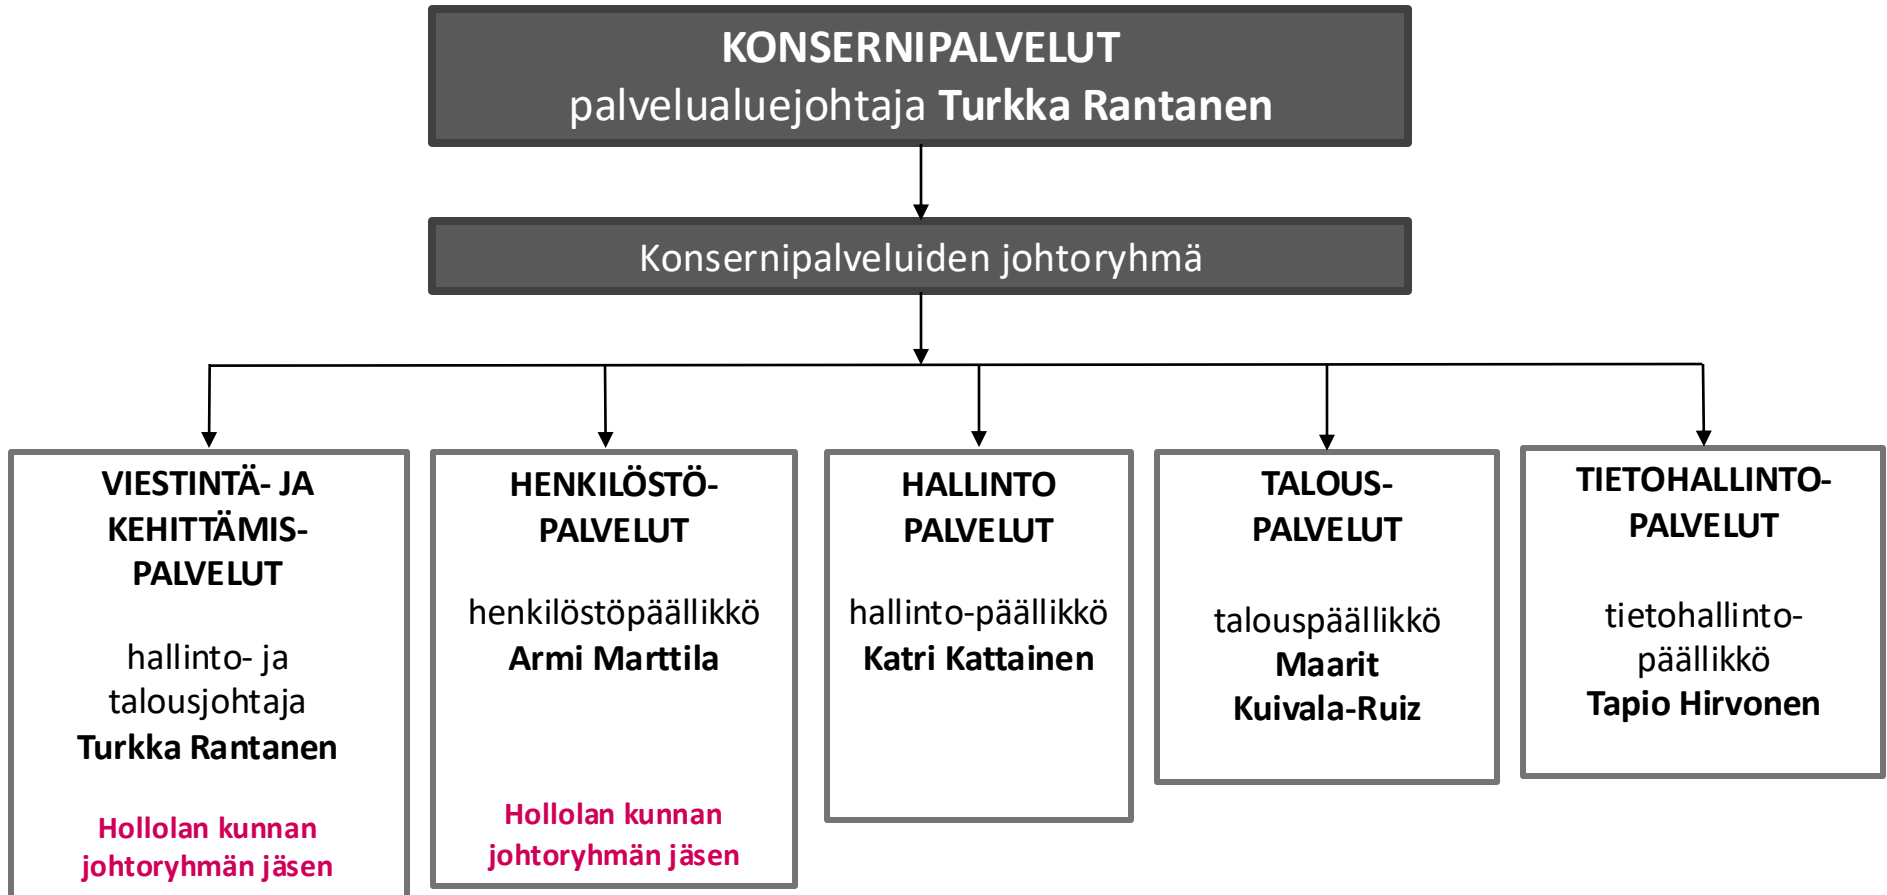 KONSERNIPALVELUT
palvelualuejohtaja Turkka Rantanen
Konsernipalveluiden johtoryhmä
VIESTINTÄ- JA
KEHITTÄMIS-
PALVELUT
hallinto- ja
talousjohtaja
Turkka Rantanen
Hollolan kunnan
johtoryhmän jäsen
HENKILÖSTÖ-
PALVELUT
henkilöstöpäällikkö
Armi Marttila
Hollolan kunnan
johtoryhmän jäsen
HALLINTO
PALVELUT
hallinto-päällikkö
Katri Kattainen
TALOUS-
PALVELUT
talouspäällikkö
Maarit
Kuivala-Ruiz
TIETOHALLINTO-
PALVELUT
tietohallinto-
päällikkö
Tapio Hirvonen